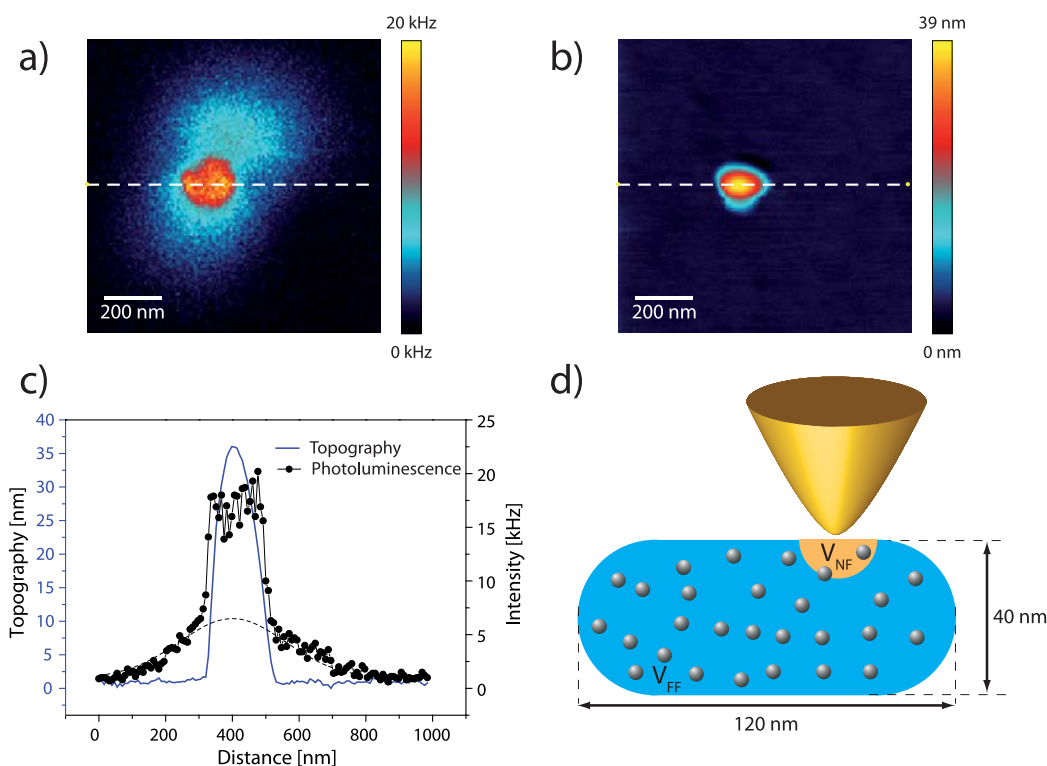 a)
20 kHz
200 nm
0 kHz
b)
39 nm
200 nm
0 nm
c)
40
35
30
25
20
15
10
5
0
Topography [nm]
Topography
Photoluminescence
25
20
15
10
5
0
Intensity [kHz]
0 200 400 600 800 1000
Distance [nm]
d)
V_NF
V_FF
40 nm
120 nm